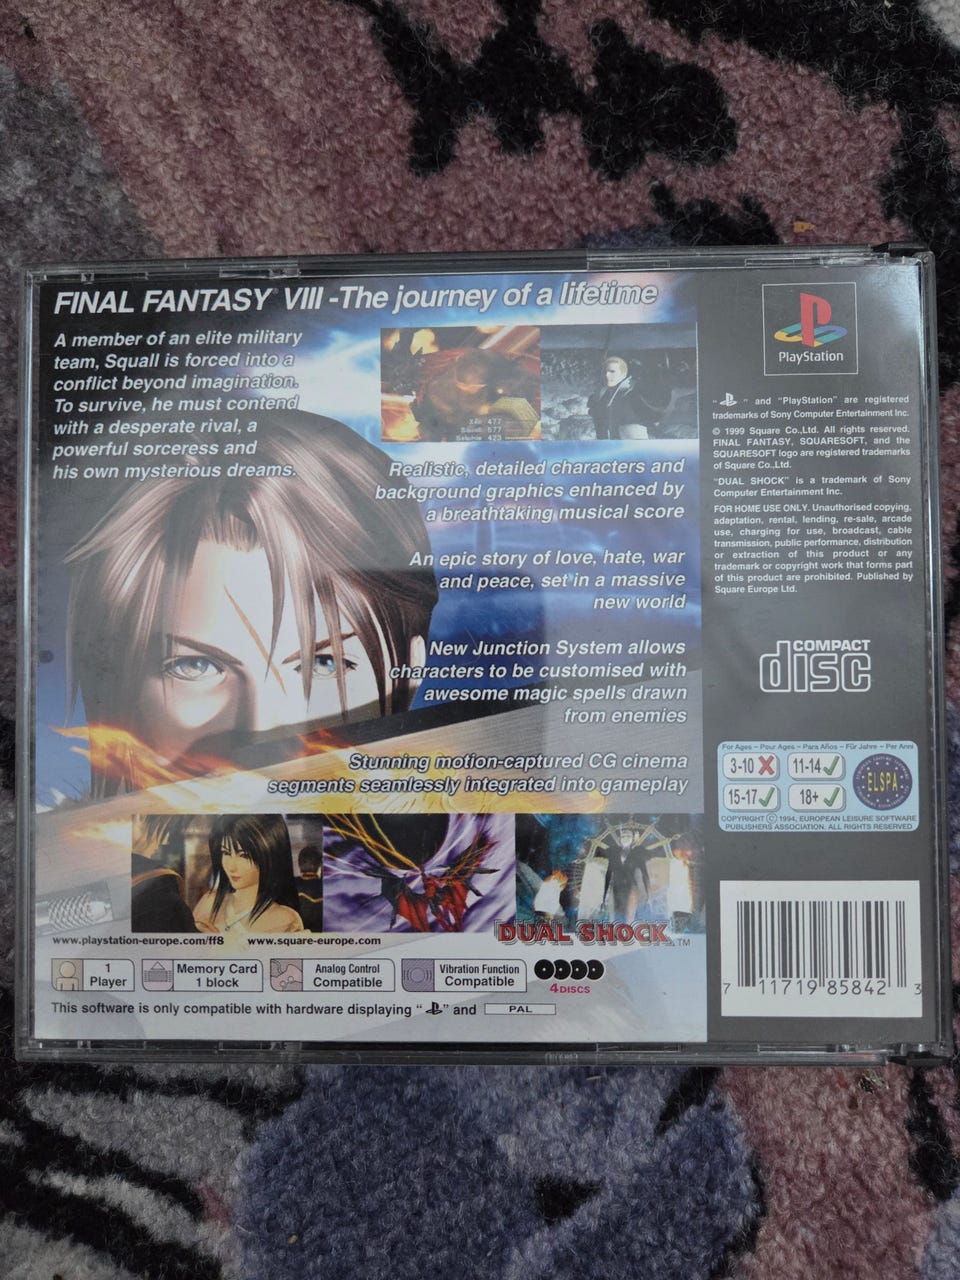 FINAL FANTASY® VIII -The journey of a lifetime
A member of an elite military
team, Squall is forced into a
conflict beyond imagination.
To survive, he must contend
with a desperate rival, a
powerful sorceress and
his own mysterious dreams.
477
577
423
Realistic, detailed characters and
background graphics enhanced by
a breathtaking musical score
An epic story of love, hate, war
and peace, set in a massive
new world
New Junction System allows
characters to be customised with
awesome magic spells drawn
from enemies
Stunning motion-captured CG cinema
segments seamlessly integrated into gameplay
DUAL SHOCK™
www.playstation-europe.com/ff8 www.square-europe.com
1
Player
Memory Card
1 block
Analog Control
Compatible
Vibration Function
Compatible
4 DISCS
This software is only compatible with hardware displaying " " and PAL
PlayStation
" " and "PlayStation" are registered
trademarks of Sony Computer Entertainment Inc.
© 1999 Square Co.,Ltd. All rights reserved.
FINAL FANTASY, SQUARESOFT, and the
SQUARESOFT logo are registered trademarks
of Square Co.,Ltd.
"DUAL SHOCK" is a trademark of Sony
Computer Entertainment Inc.
FOR HOME USE ONLY. Unauthorised copying,
adaptation, rental, lending, re-sale, arcade
use, charging for use, broadcast, cable
transmission, public performance, distribution
or extraction of this product or any
trademark or copyright work that forms part
of this product are prohibited. Published by
Square Europe Ltd.
COMPACT
disc
For Ages – Pour Ages – Para Años – Für Jahre – Per Anni
3-10 11-14
15-17 18+
ELSPA
COPYRIGHT © 1994, EUROPEAN LEISURE SOFTWARE
PUBLISHERS ASSOCIATION. ALL RIGHTS RESERVED
7 11719 85842 3